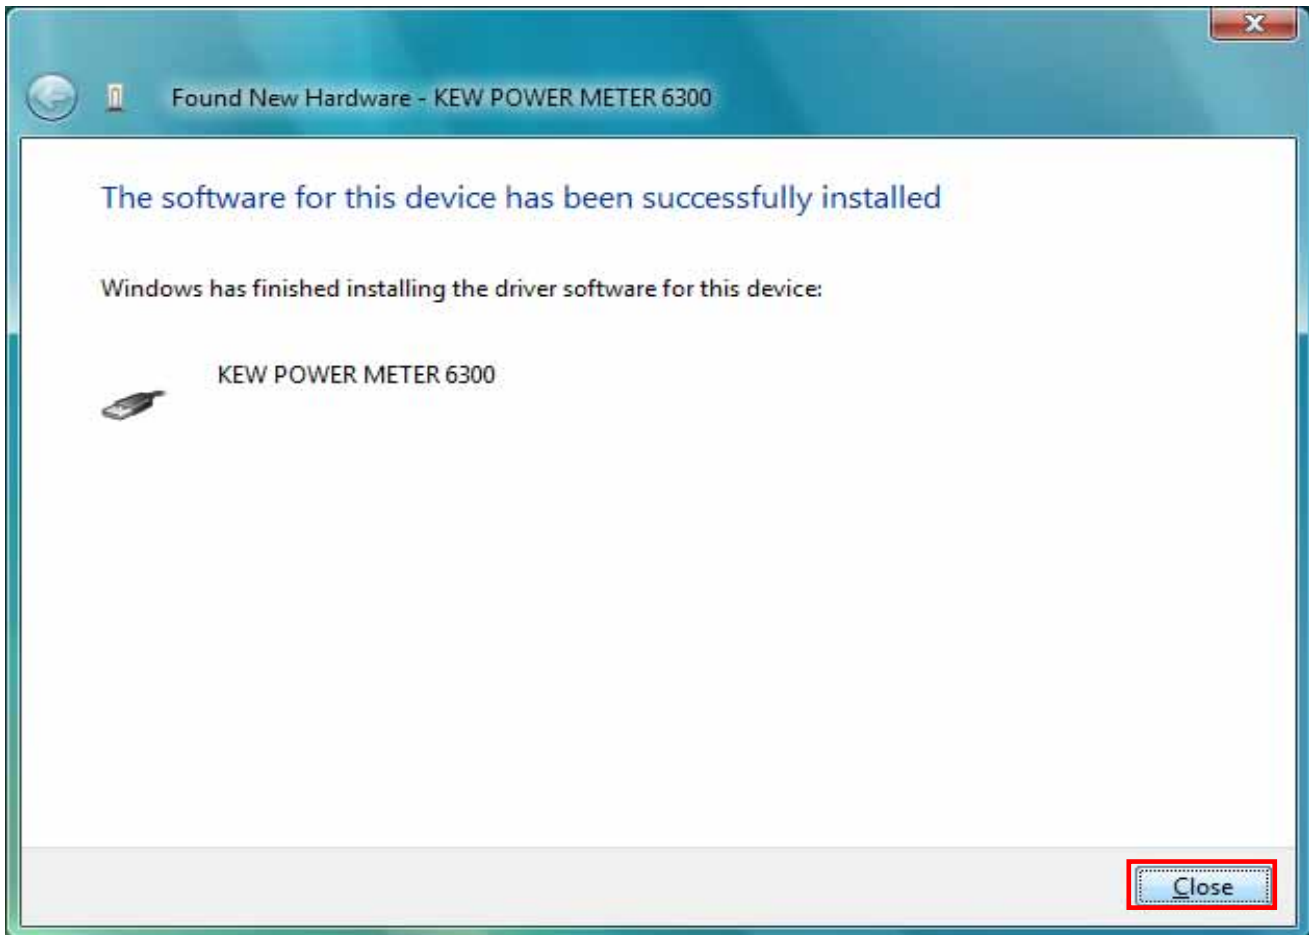 Found New Hardware - KEW POWER METER 6300
The software for this device has been successfully installed
Windows has finished installing the driver software for this device:
KEW POWER METER 6300
Close